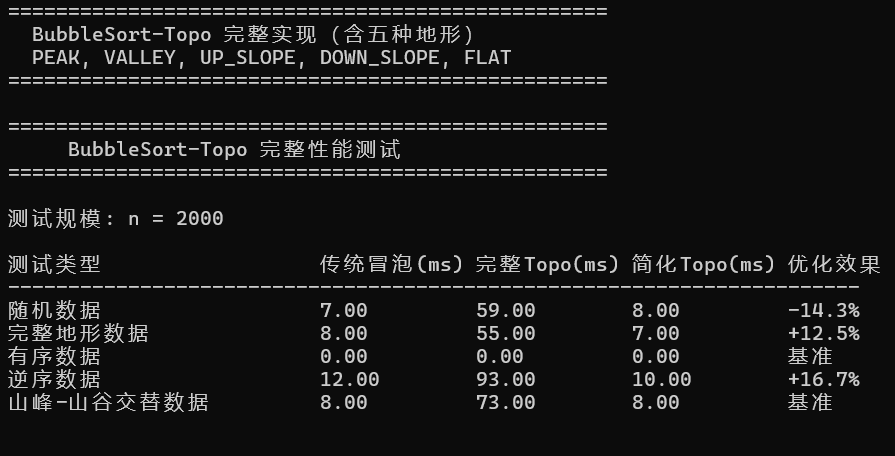 ==================================================
BubbleSort-Topo 完整实现 (含五种地形)
PEAK, VALLEY, UP_SLOPE, DOWN_SLOPE, FLAT
==================================================
==================================================
BubbleSort-Topo 完整性能测试
==================================================
测试规模: n = 2000
测试类型 传统冒泡(ms) 完整Topo(ms) 简化Topo(ms) 优化效果
-----------------------------------------------------------------------
随机数据 7.00 59.00 8.00 -14.3%
完整地形数据 8.00 55.00 7.00 +12.5%
有序数据 0.00 0.00 0.00 基准
逆序数据 12.00 93.00 10.00 +16.7%
山峰-山谷交替数据 8.00 73.00 8.00 基准